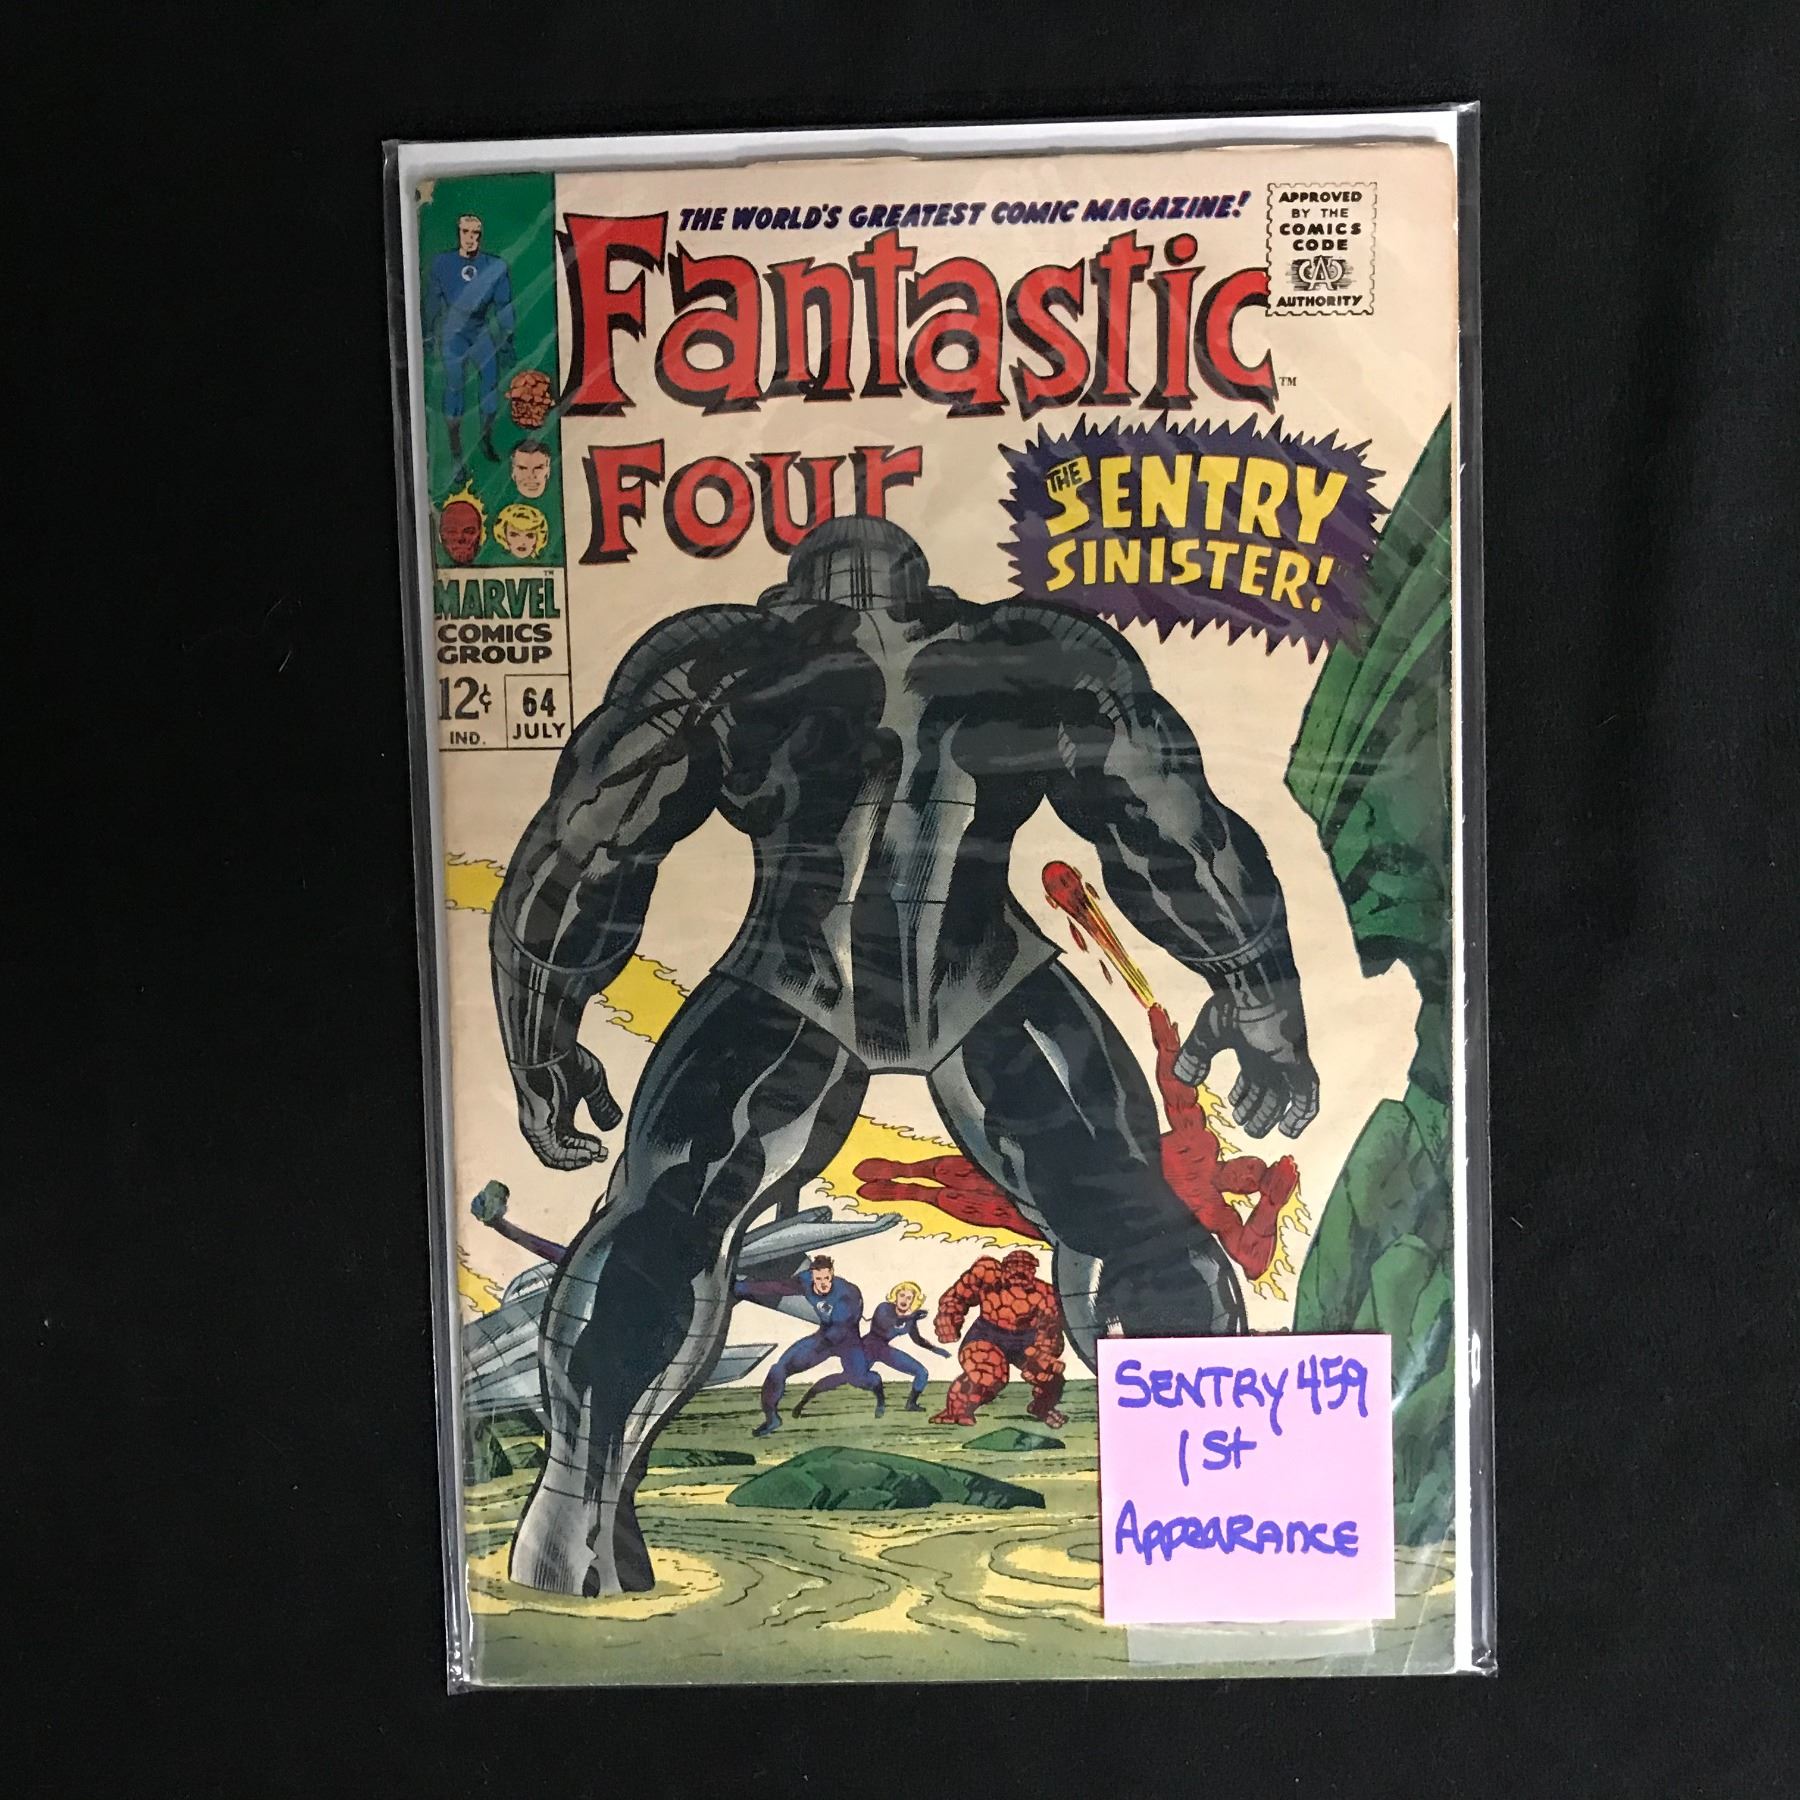 THE WORLD'S GREATEST COMIC MAGAZINE!
Fantastic
Four
TM
APPROVED
BY THE
COMICS
CODE
CA
AUTHORITY
THE SENTRY
SINISTER!
MARVEL
TM
COMICS
GROUP
12¢
IND.
64
JULY
SENTRY 459
1st
APPEARANCE